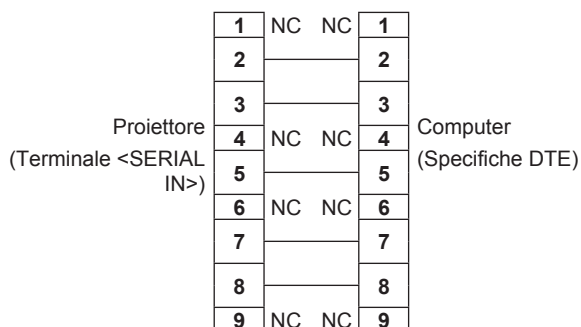 1 NC NC 1
2 2
3 3
Proiettore
(Terminale <SERIAL
IN>)
4 NC NC 4
Computer
(Specifiche DTE)
5 5
6 NC NC 6
7 7
8 8
9 NC NC 9